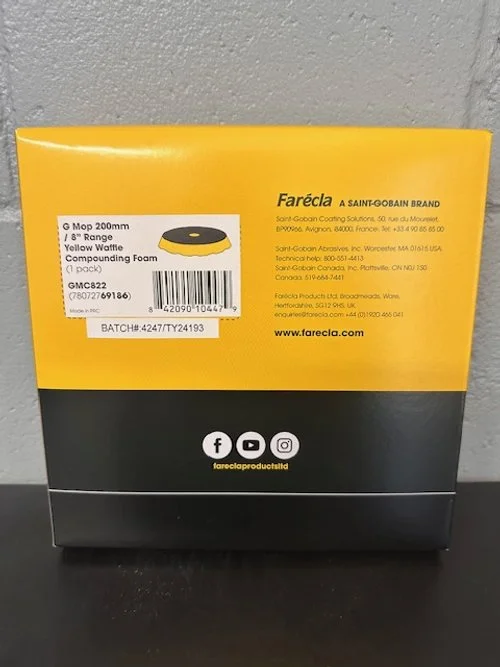 Farécla A SAINT-GOBAIN BRAND
Saint-Gobain Coating Solutions, 50, rue du Mourelet,
BP90966, Avignon, 84000, France: Tel: +33 4 90 85 85 00
Saint-Gobain Abrasives, Inc. Worcester, MA 01615 USA.
Technical help: 800-551-4413
Saint-Gobain Canada, Inc. Plattsville, ON N0J 1S0
Canada. 519-684-7441
Farécla Products Ltd, Broadmeads, Ware,
Hertfordshire, SG12 9HS, UK
enquiries@farecla.com +44 (0)1920 465 041
www.farecla.com
G Mop 200mm
/ 8" Range
Yellow Waffle
Compounding Foam
(1 pack)
GMC822
(78072769186)
Made in PRC
8 42090 10447 9
BATCH#:4247/TY24193
fareclaproductsltd